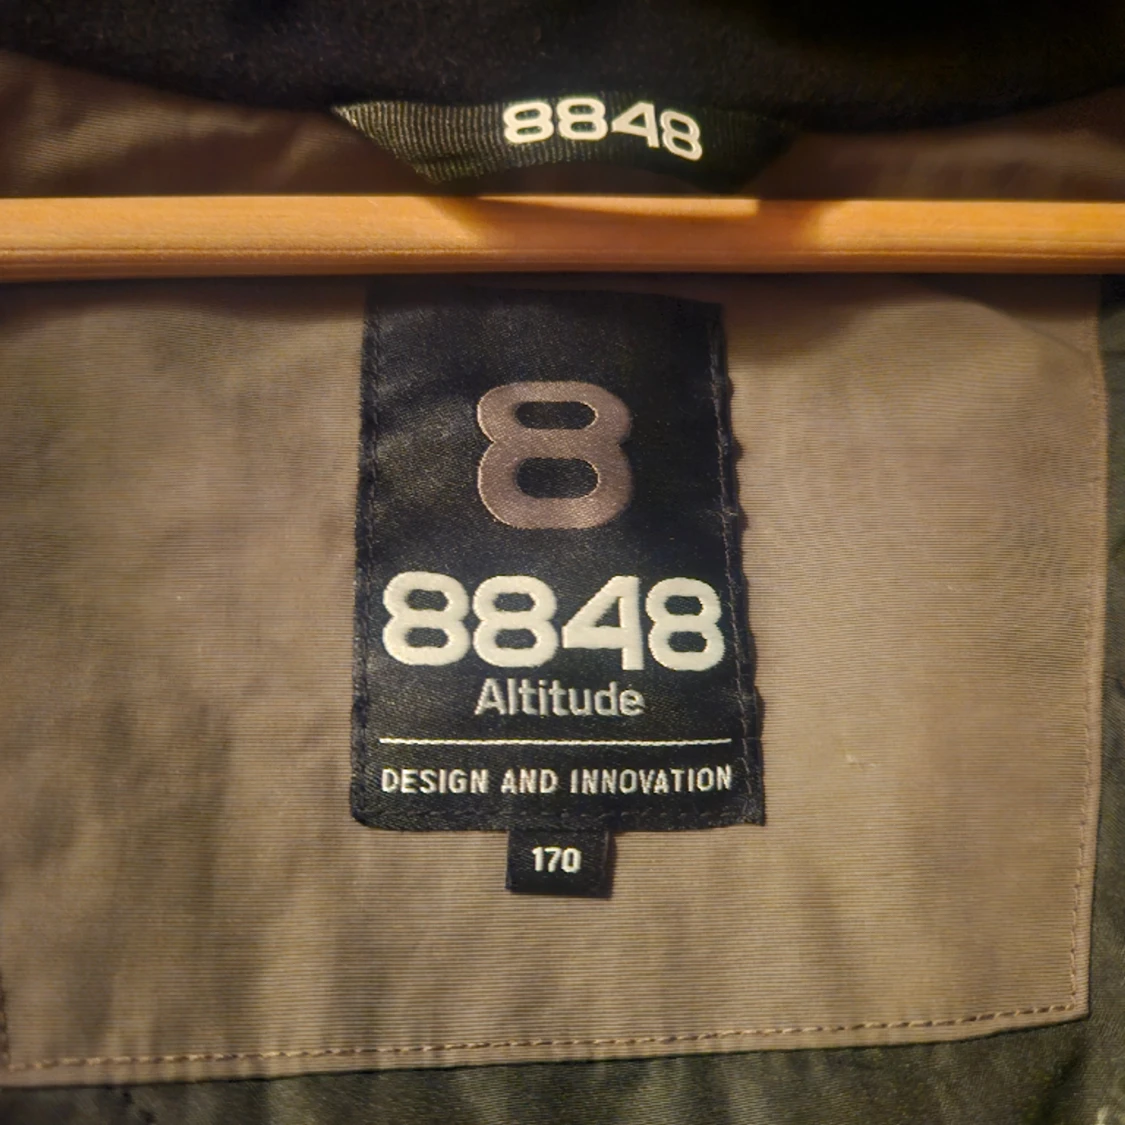 8848
8
8848
Altitude
DESIGN AND INNOVATION
170